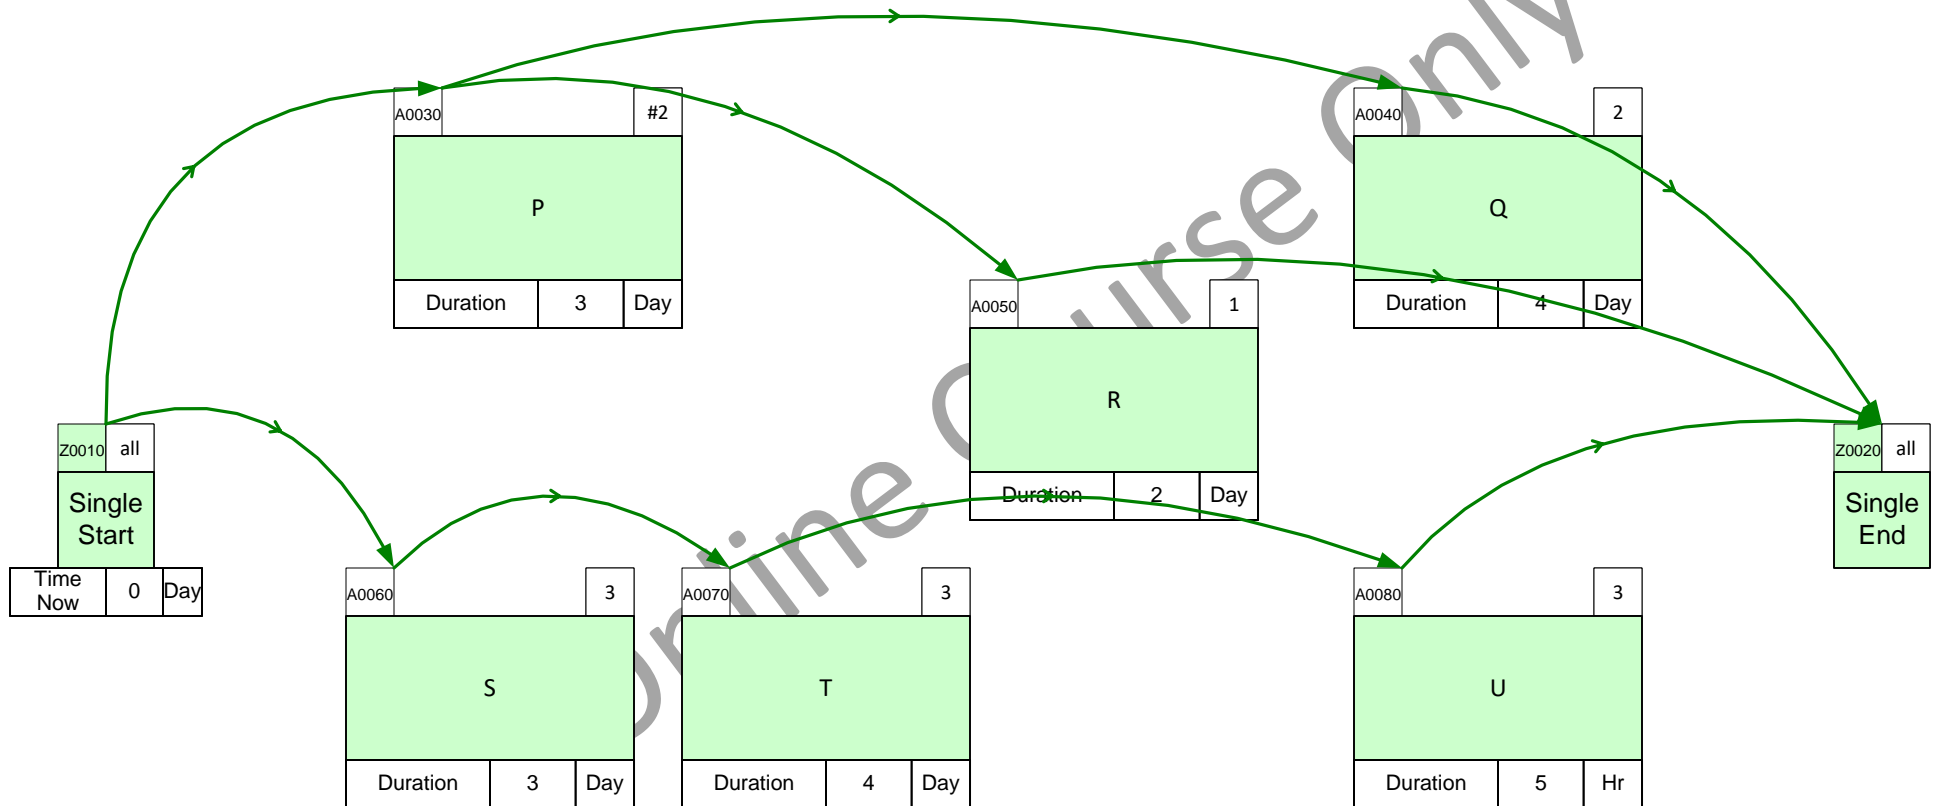 A0030
#2
P
Duration 3 Day
A0040
2
Q
Duration 4 Day
A0050
1
R
Duration 2 Day
Z0010 all
Single
Start
Time
Now
0 Day
Z0020 all
Single
End
A0060
3
S
Duration 3 Day
A0070
3
T
Duration 4 Day
A0080
3
U
Duration 5 Hr
Online Course Only